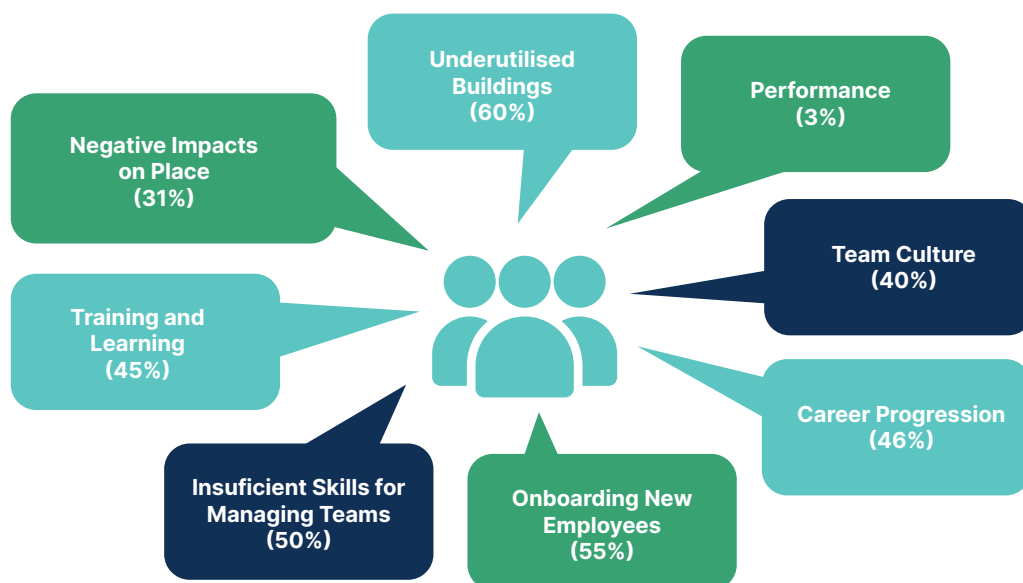 Underutilised
Buildings
(60%)
Performance
(3%)
Negative Impacts
on Place
(31%)
Team Culture
(40%)
Training and
Learning
(45%)
Career Progression
(46%)
Insuficient Skills for
Managing Teams
(50%)
Onboarding New
Employees
(55%)